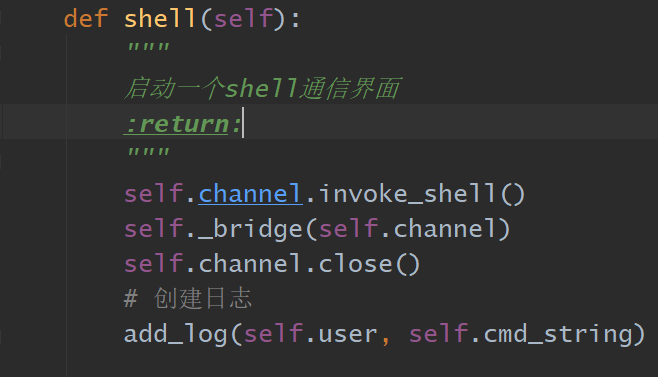 def shell(self):
"""
启动一个shell通信界面
:return:
"""
self.channel.invoke_shell()
self._bridge(self.channel)
self.channel.close()
# 创建日志
add_log(self.user, self.cmd_string)